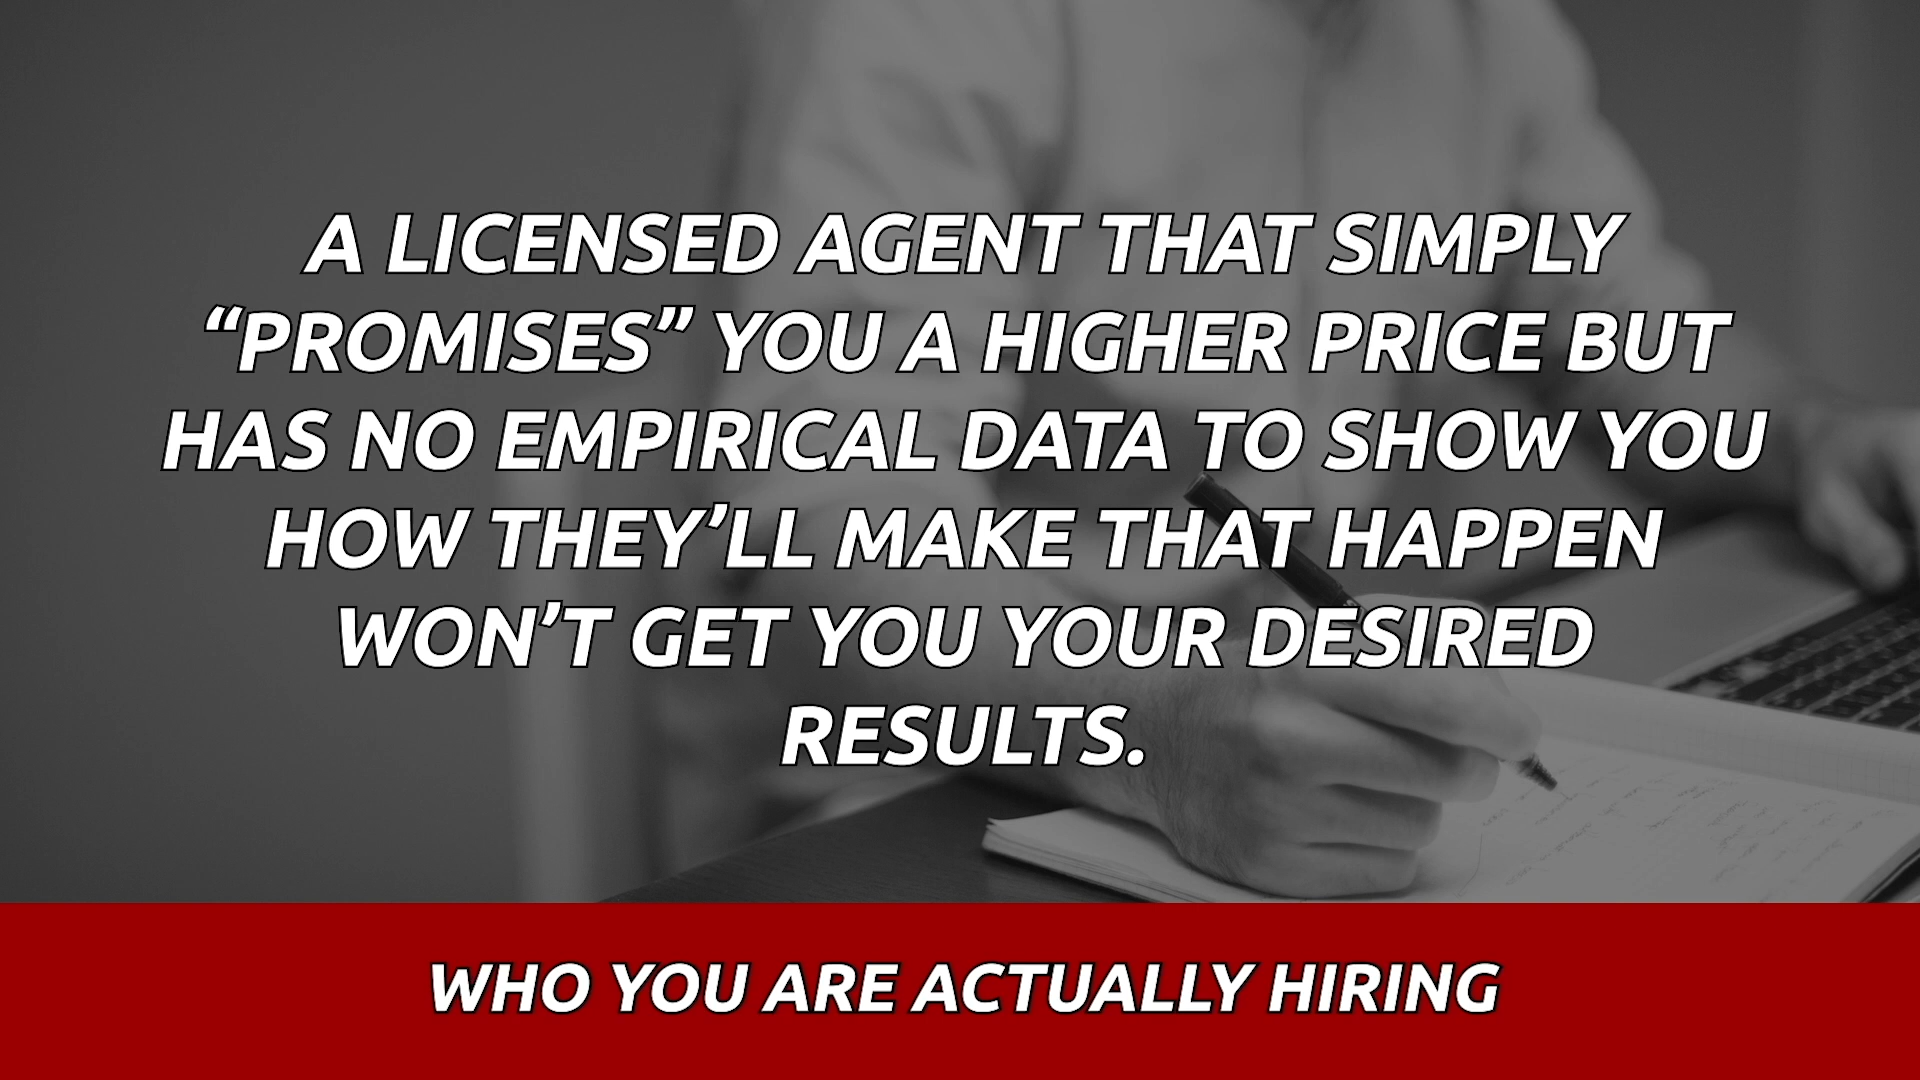 A LICENSED AGENT THAT SIMPLY
“PROMISES” YOU A HIGHER PRICE BUT
HAS NO EMPIRICAL DATA TO SHOW YOU
HOW THEY’LL MAKE THAT HAPPEN
WON’T GET YOU YOUR DESIRED
RESULTS.
WHO YOU ARE ACTUALLY HIRING